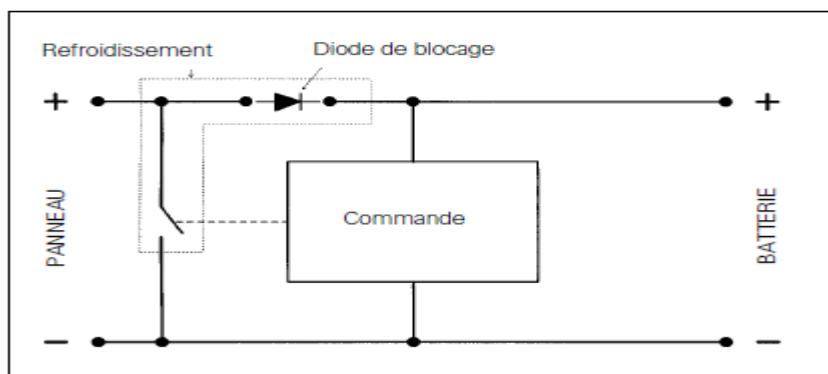 Refroidissement
Diode de blocage
+
+
PANNEAU
Commande
BATTERIE
−
−